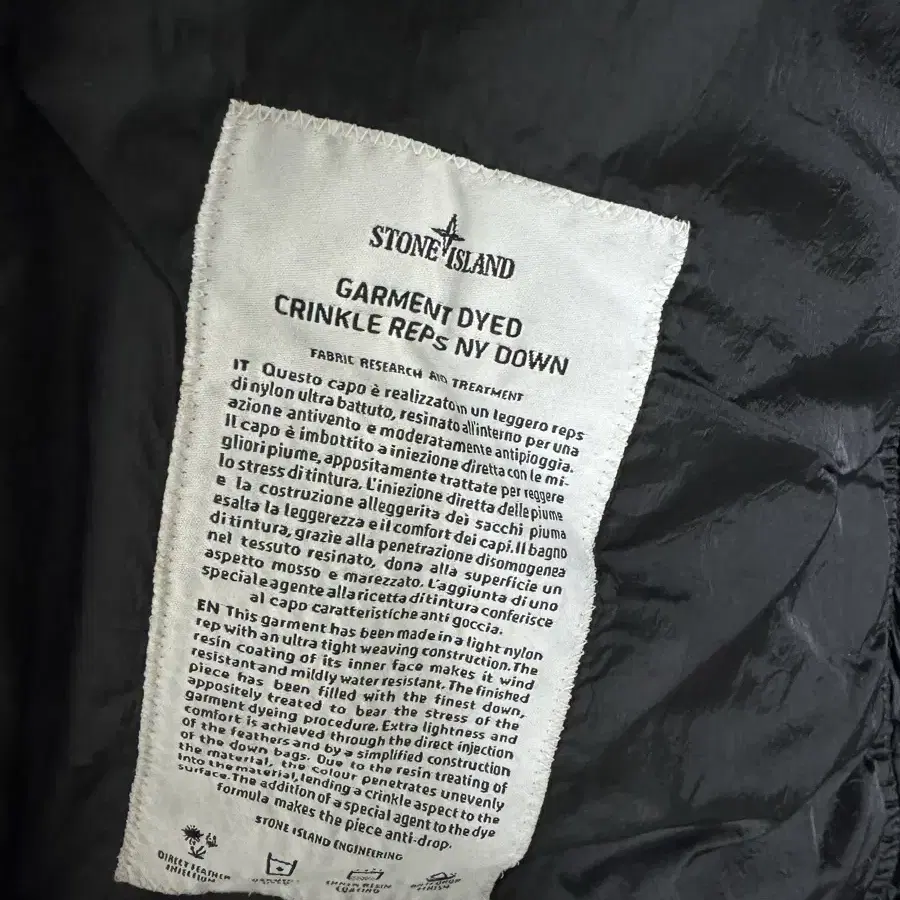 STONE ISLAND
GARMENT DYED
CRINKLE REPS NY DOWN
FABRIC RESEARCH AND TREATMENT
IT Questo capo è realizzato in un leggero reps
di nylon ultra battuto, resinato all'interno per una
azione antivento e moderatamente antipioggia.
Il capo è imbottito a iniezione diretta con le mi-
gliori piume, appositamente trattate per reggere
lo stress di tintura. L'iniezione diretta delle piume
e la costruzione alleggerita dei sacchi piuma
esalta la leggerezza e il comfort dei capi. Il bagno
di tintura, grazie alla penetrazione disomogenea
nel tessuto resinato, dona alla superficie un
aspetto mosso e marezzato. L'aggiunta di uno
speciale agente alla ricetta di tintura conferisce
al capo caratteristiche anti goccia.
EN This garment has been made in a light nylon
rep with an ultra tight weaving construction. The
resin coating of its inner face makes it wind
resistant and mildly water resistant. The finished
piece has been filled with the finest down,
appositely treated to bear the stress of the
garment dyeing procedure. Extra lightness and
comfort is achieved through the direct injection
of the feathers and by a simplified construction
of the down bags. Due to the resin treating of
the material, the colour penetrates unevenly
into the material, lending a crinkle aspect to the
surface. The addition of a special agent to the dye
formula makes the piece anti-drop.
STONE ISLAND ENGINEERING
DIRECT FEATHER
INJECTION
INNER RESIN
COATING
FINISH